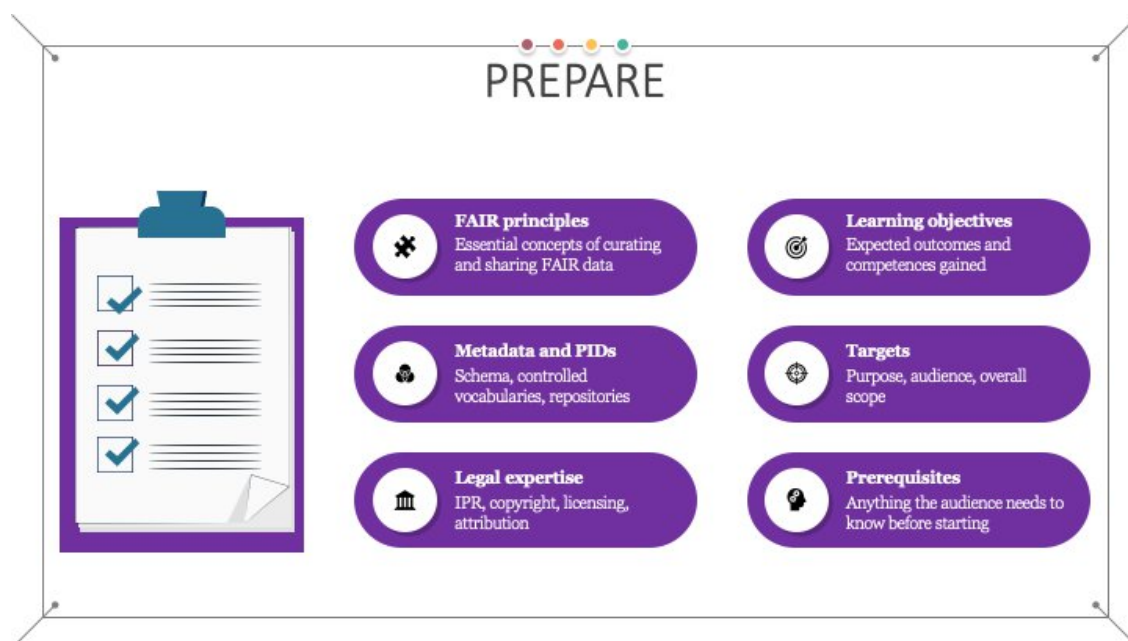 PREPARE
FAIR principles
Essential concepts of curating
and sharing FAIR data
Metadata and PIDs
Schema, controlled
vocabularies, repositories
Legal expertise
IPR, copyright, licensing,
attribution
Learning objectives
Expected outcomes and
competences gained
Targets
Purpose, audience, overall
scope
Prerequisites
Anything the audience needs to
know before starting